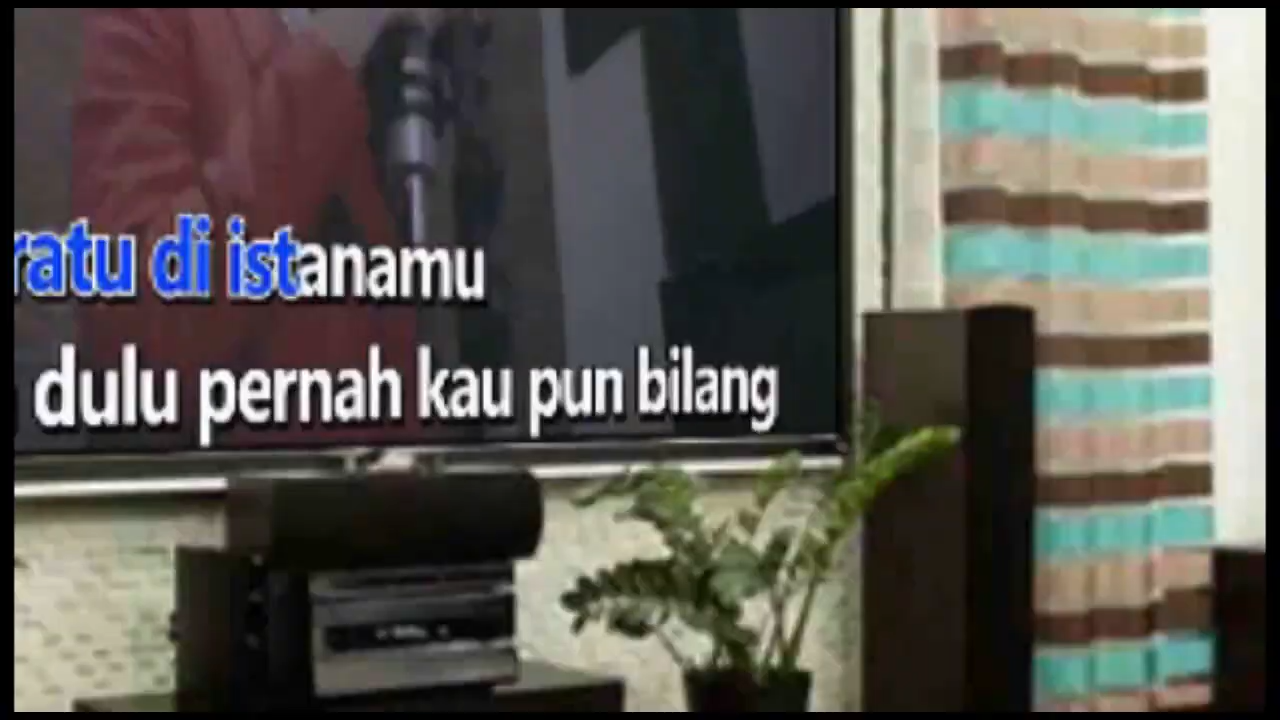 ratu di istanamu
dulu pernah kau pun bilang